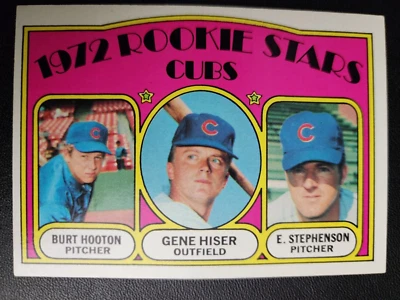 1972 ROOKIE STARS
CUBS
C
C
C
BURT HOOTON
PITCHER
GENE HISER
OUTFIELD
E. STEPHENSON
PITCHER